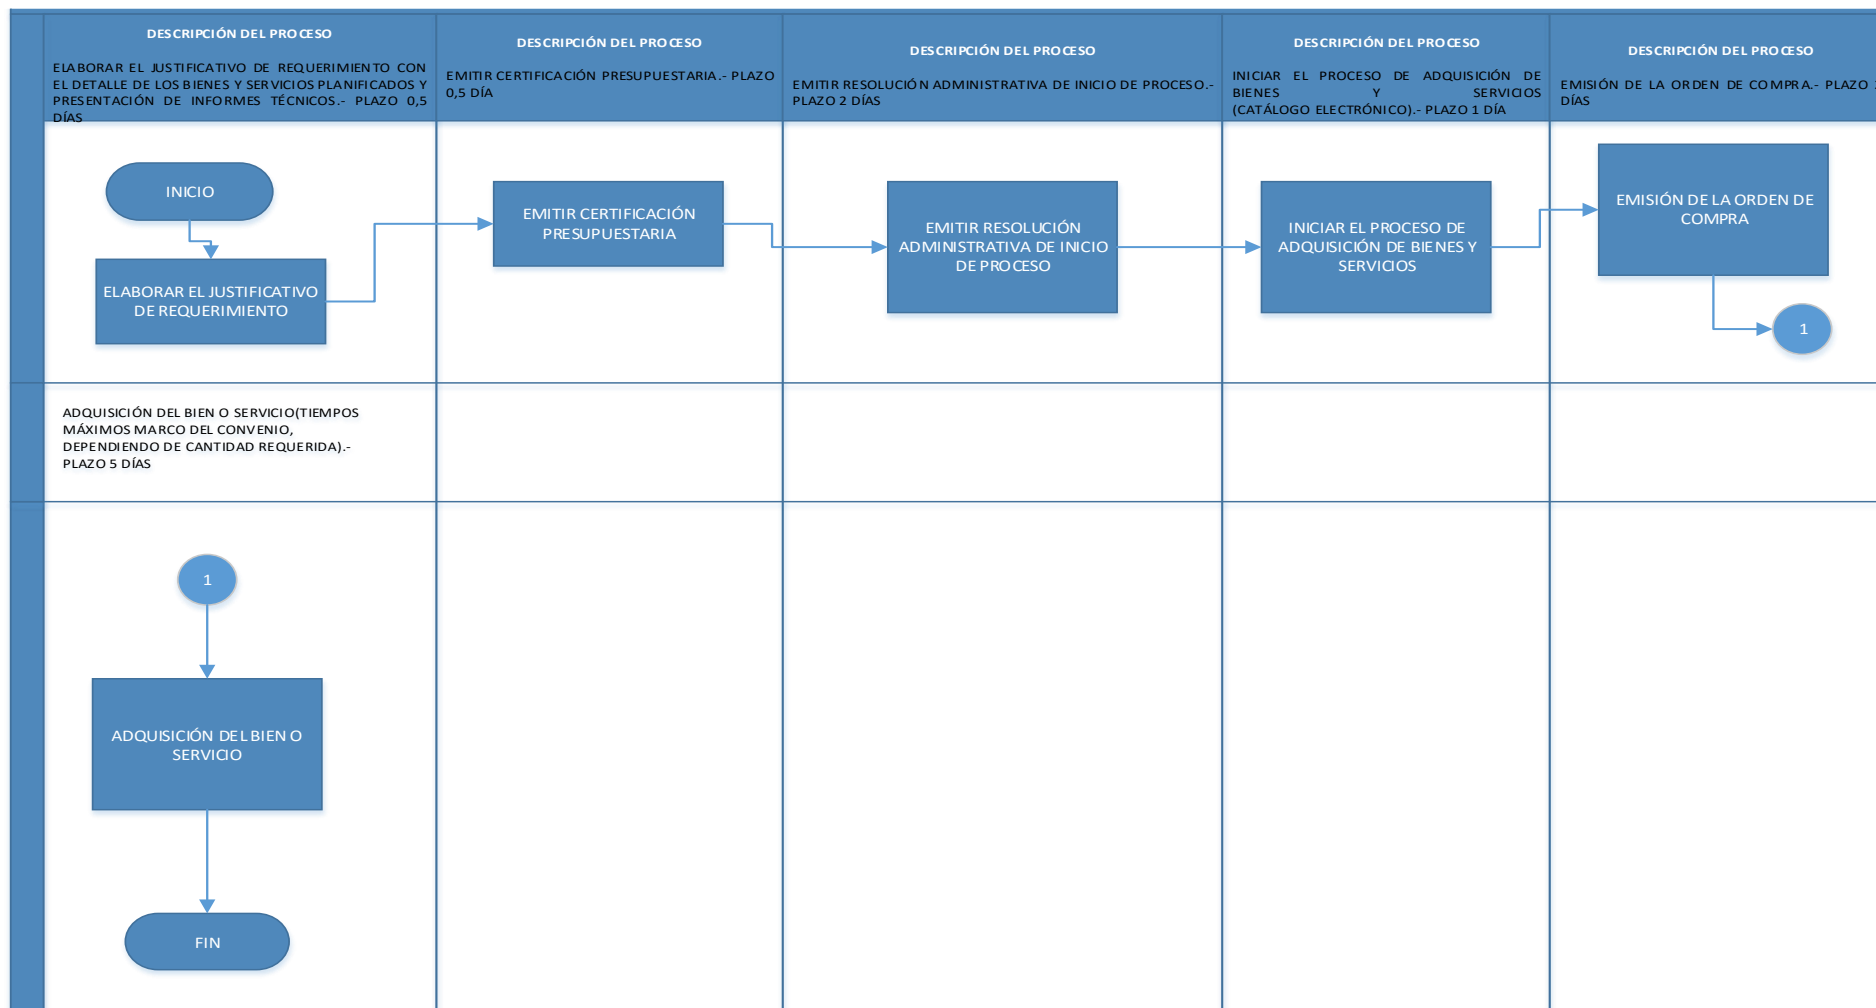 DESCRIPCIÓN DEL PROCESO
ELABORAR EL JUSTIFICATIVO DE REQUERIMIENTO CON
EL DETALLE DE LOS BIENES Y SERVICIOS PLANIFICADOS Y
PRESENTACIÓN DE INFORMES TÉCNICOS.- PLAZO 0,5
DÍAS
DESCRIPCIÓN DEL PROCESO
EMITIR CERTIFICACIÓN PRESUPUESTARIA.- PLAZO
0,5 DÍA
DESCRIPCIÓN DEL PROCESO
EMITIR RESOLUCIÓN ADMINISTRATIVA DE INICIO DE PROCESO.-
PLAZO 2 DÍAS
DESCRIPCIÓN DEL PROCESO
INICIAR EL PROCESO DE ADQUISICIÓN DE
BIENES Y SERVICIOS
(CATÁLOGO ELECTRÓNICO).- PLAZO 1 DÍA
DESCRIPCIÓN DEL PROCESO
EMISIÓN DE LA ORDEN DE COMPRA.- PLAZO
DÍAS
INICIO
ELABORAR EL JUSTIFICATIVO
DE REQUERIMIENTO
EMITIR CERTIFICACIÓN
PRESUPUESTARIA
EMITIR RESOLUCIÓN
ADMINISTRATIVA DE INICIO
DE PROCESO
INICIAR EL PROCESO DE
ADQUISICIÓN DE BIENES Y
SERVICIOS
EMISIÓN DE LA ORDEN DE
COMPRA
1
ADQUISICIÓN DEL BIEN O SERVICIO(TIEMPOS
MÁXIMOS MARCO DEL CONVENIO,
DEPENDIENDO DE CANTIDAD REQUERIDA).-
PLAZO 5 DÍAS
1
ADQUISICIÓN DEL BIEN O
SERVICIO
FIN